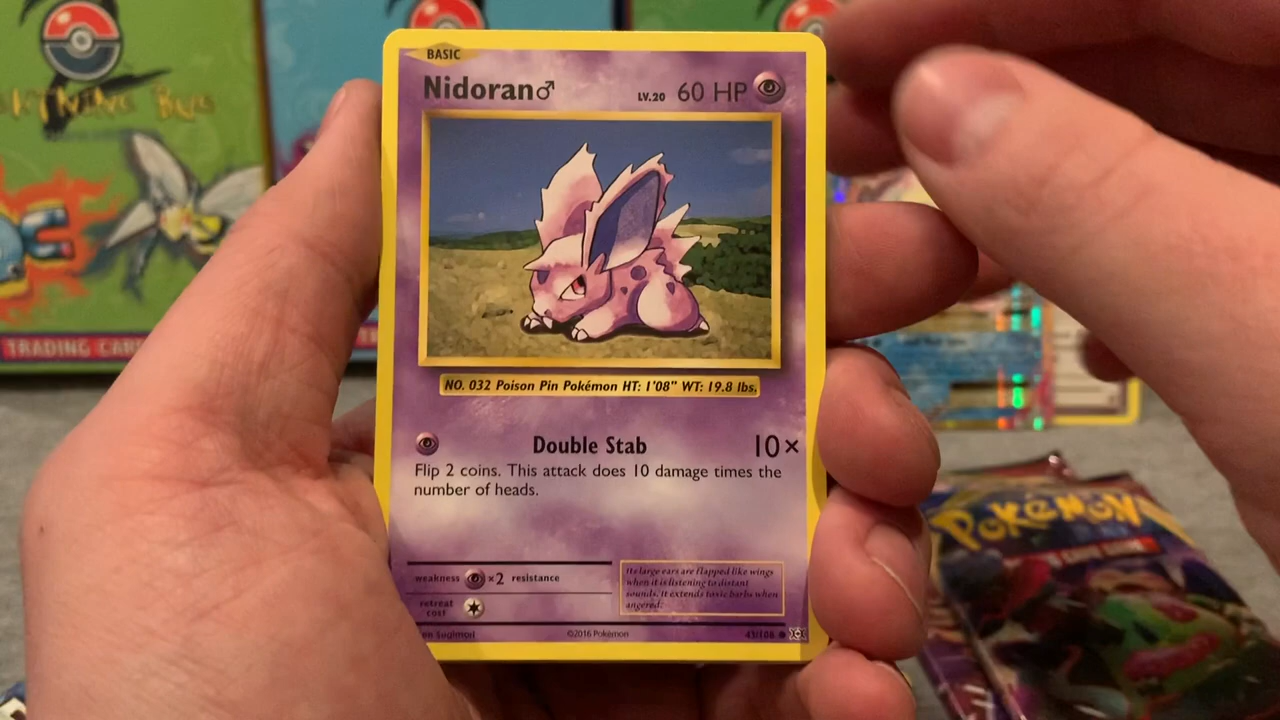 BASIC
Nidoran♂ LV.20 60 HP
NO. 032 Poison Pin Pokémon HT: 1'08" WT: 19.8 lbs.
Double Stab 10×
Flip 2 coins. This attack does 10 damage times the
number of heads.
weakness ×2 resistance
retreat
cost
Its large ears are flapped like wings
when it is listening to distant
sounds. It extends toxic barbs when
angered.
Sugimori ©2016 Pokémon 43/108
TRADING CARD
POKÉMON